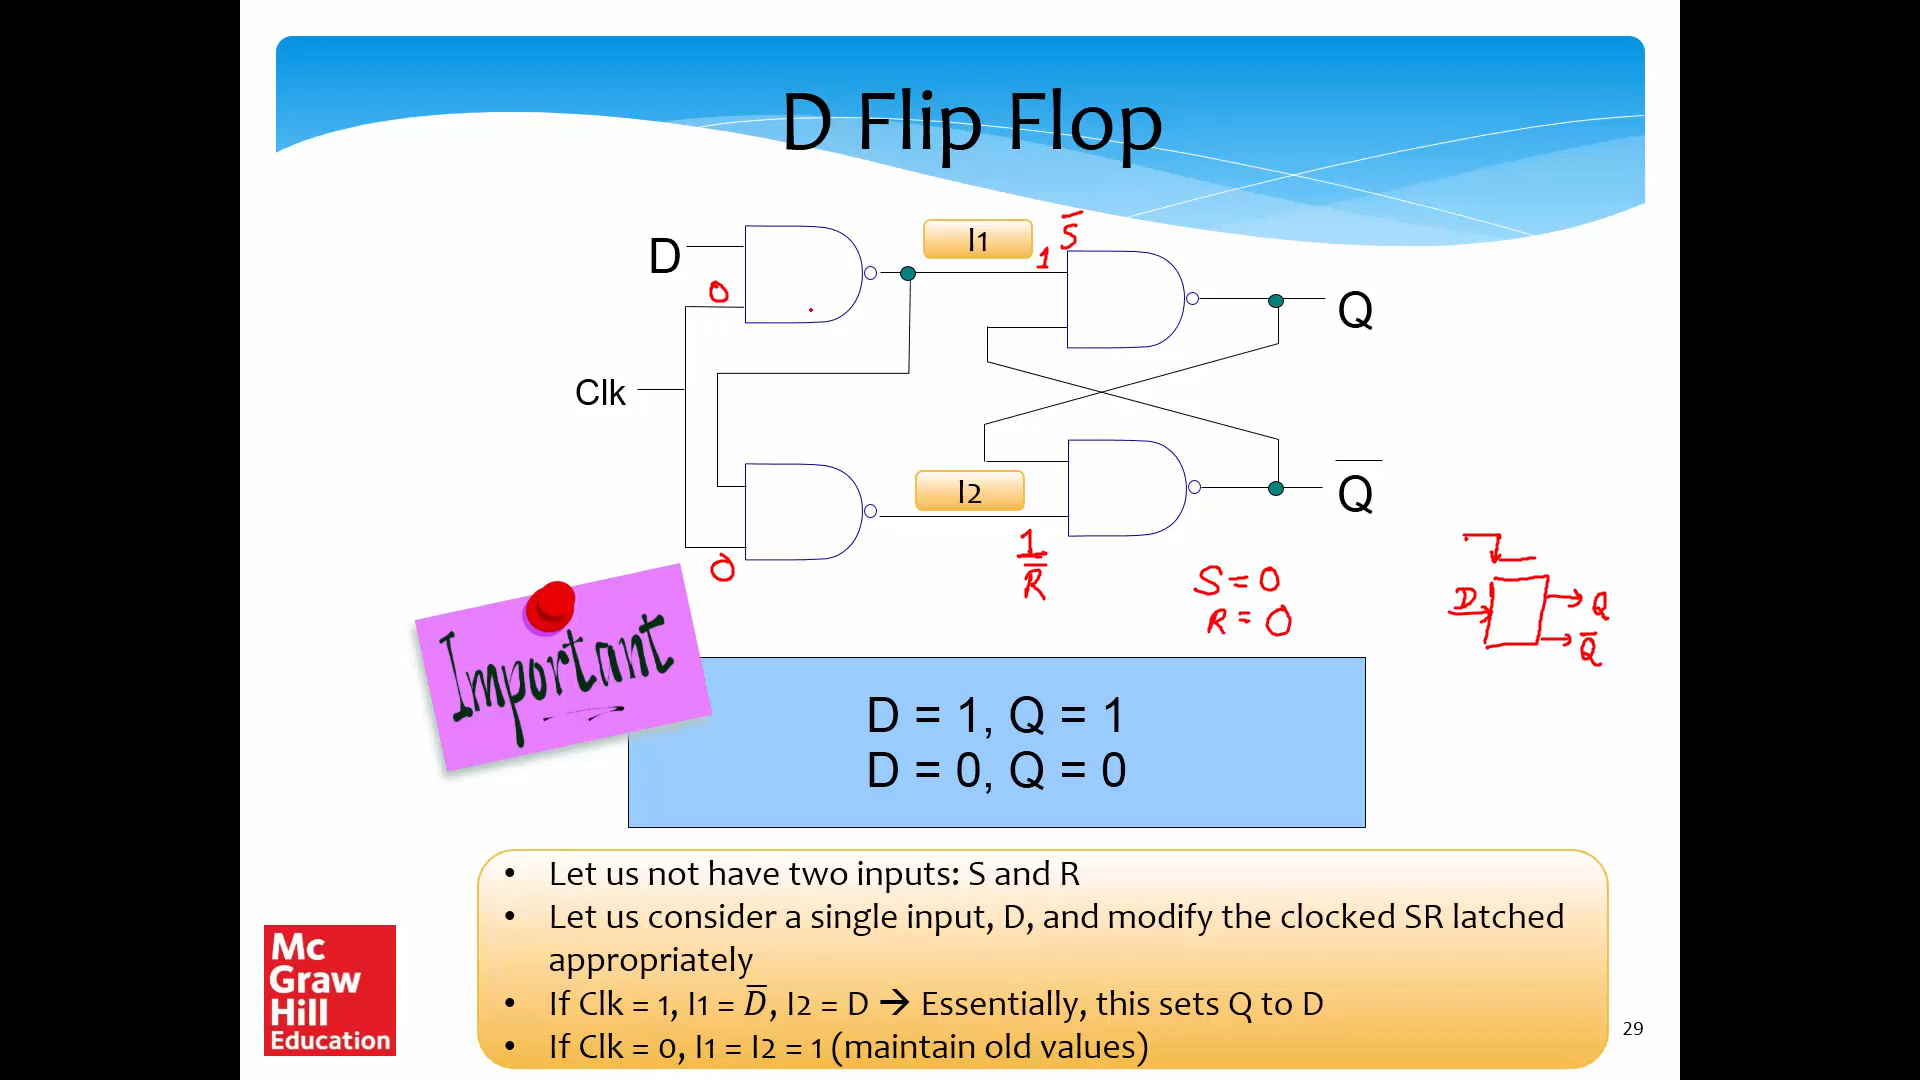 D Flip Flop
D
0
Clk
0
I1
1
S̅
Q
I2
1
R̅
Q̅
S = 0
R = 0
D
Q
Q̅
Important
D = 1, Q = 1
D = 0, Q = 0
• Let us not have two inputs: S and R
• Let us consider a single input, D, and modify the clocked SR latched
appropriately
• If Clk = 1, I1 = D̅, I2 = D → Essentially, this sets Q to D
• If Clk = 0, I1 = I2 = 1 (maintain old values)
Mc
Graw
Hill
Education
29